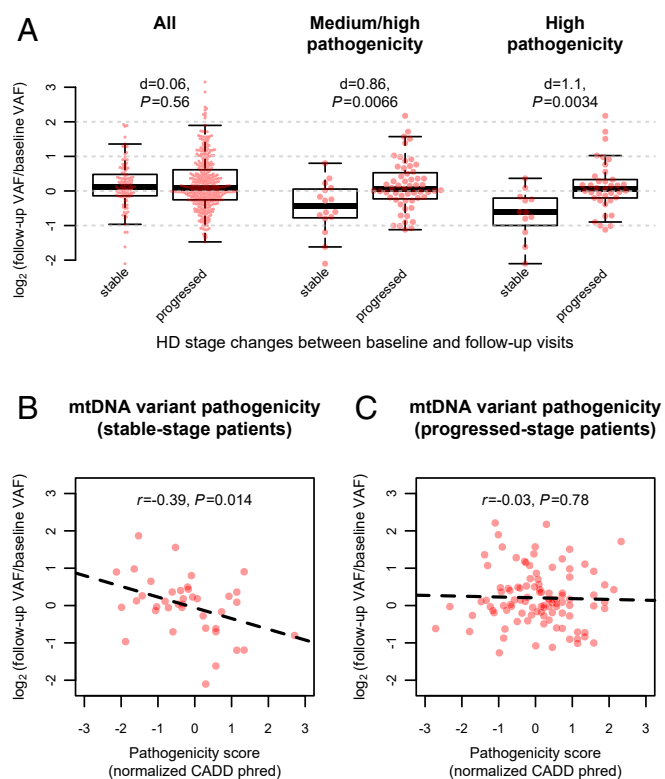 A
All
Medium/high
pathogenicity
High
pathogenicity
d=0.06,
P=0.56
d=0.86,
P=0.0066
d=1.1,
P=0.0034
log2 (follow-up VAF/baseline VAF)
3
2
1
0
-1
-2
stable
progressed
stable
progressed
stable
progressed
HD stage changes between baseline and follow-up visits
B
mtDNA variant pathogenicity
(stable-stage patients)
r=-0.39, P=0.014
log2 (follow-up VAF/baseline VAF)
3
2
1
0
-1
-2
-3 -2 -1 0 1 2 3
Pathogenicity score
(normalized CADD phred)
C
mtDNA variant pathogenicity
(progressed-stage patients)
r=-0.03, P=0.78
log2 (follow-up VAF/baseline VAF)
3
2
1
0
-1
-2
-3 -2 -1 0 1 2 3
Pathogenicity score
(normalized CADD phred)